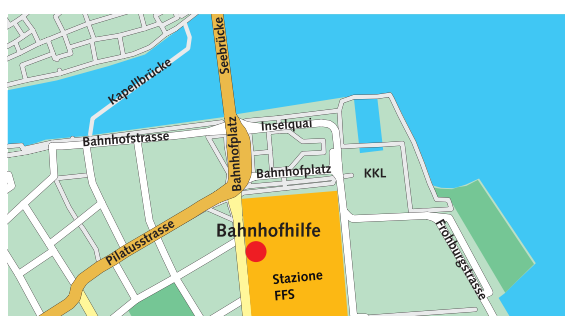 Seebrücke
Kapellbrücke
Bahnhofstrasse
Inselquai
Bahnhofplatz
Bahnhofplatz
KKL
Pilatusstrasse
Bahnhofhilfe
Frohburgstrasse
Stazione
FFS